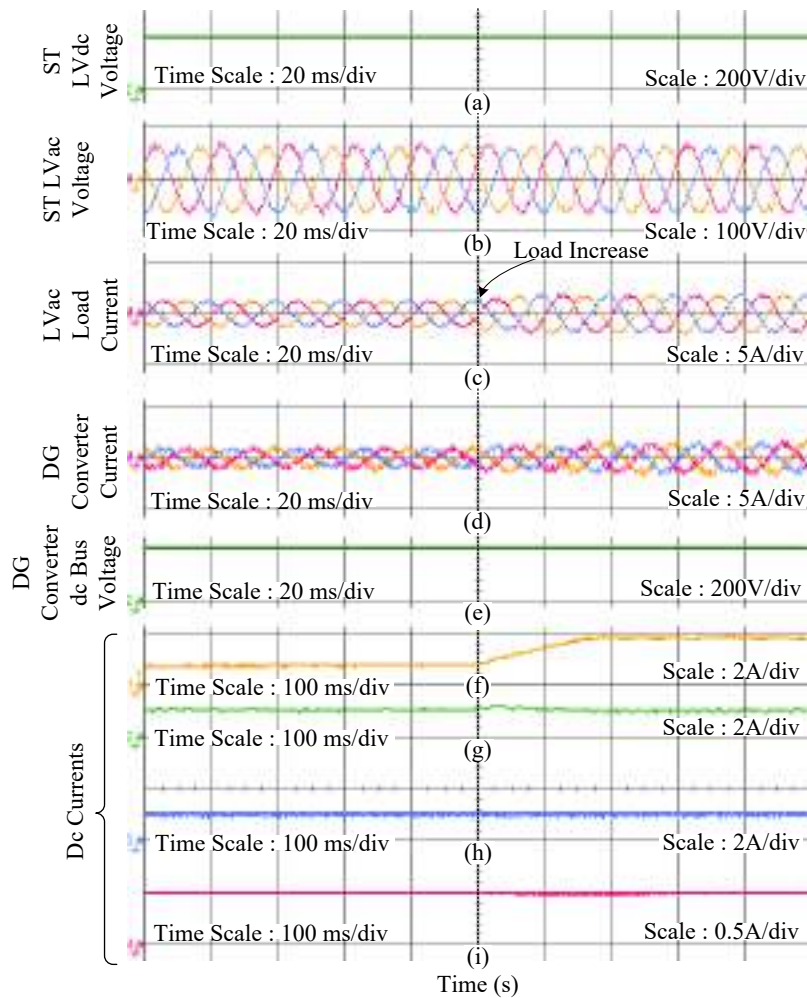 ST
LVdc
Voltage
Time Scale : 20 ms/div
Scale : 200V/div
(a)
ST LVac
Voltage
Time Scale : 20 ms/div
Scale : 100V/div
(b)
Load Increase
LVac
Load
Current
Time Scale : 20 ms/div
Scale : 5A/div
(c)
DG
Converter
Current
Time Scale : 20 ms/div
Scale : 5A/div
(d)
DG
Converter
dc Bus
Voltage
Time Scale : 20 ms/div
Scale : 200V/div
(e)
Dc Currents
Time Scale : 100 ms/div
Scale : 2A/div
(f)
Time Scale : 100 ms/div
Scale : 2A/div
(g)
Time Scale : 100 ms/div
Scale : 2A/div
(h)
Time Scale : 100 ms/div
Scale : 0.5A/div
(i)
Time (s)